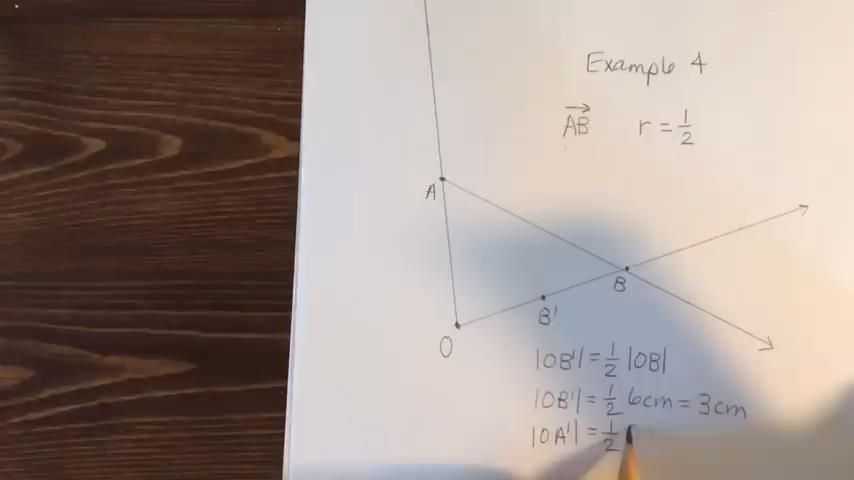 Example 4
→AB r = 1/2
A
B
B'
O
|OB'| = 1/2 |OB|
|OB'| = 1/2 6cm = 3cm
|OA'| = 1/2